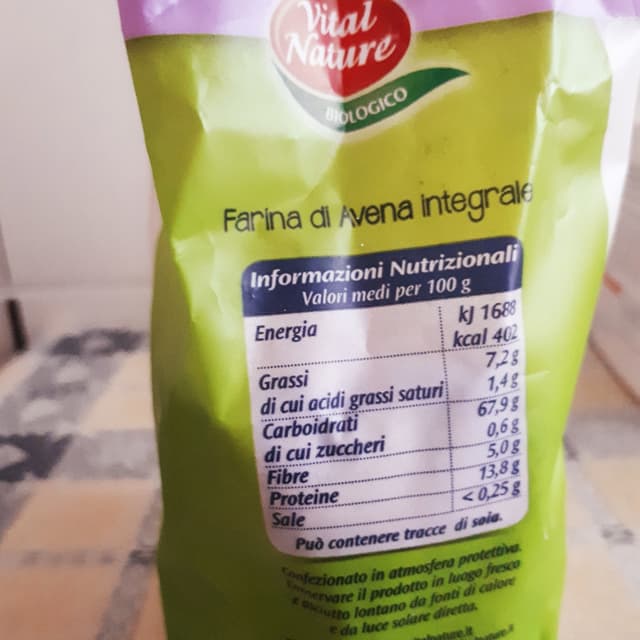 Vital
Nature
BIOLOGICO
Farina di Avena integrale
Informazioni Nutrizionali
Valori medi per 100 g
Energia kJ 1688
kcal 402
Grassi 7,2 g
di cui acidi grassi saturi 1,4 g
Carboidrati 67,9 g
di cui zuccheri 0,6 g
Fibre 5,0 g
Proteine 13,8 g
Sale < 0,25 g
Può contenere tracce di soia.
Confezionato in atmosfera protettiva.
Conservare il prodotto in luogo fresco
e asciutto lontano da fonti di calore
e da luce solare diretta.